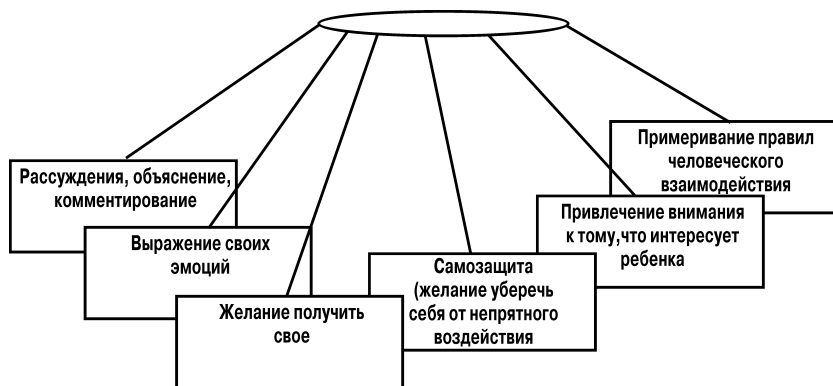 Рассуждения, объяснение,
комментирование
Выражение своих
эмоций
Желание получить
свое
Самозащита
(желание уберечь
себя от непрятного
воздействия
Привлечение внимания
к тому,что интересует
ребенка
Примеривание правил
человеческого
взаимодействия